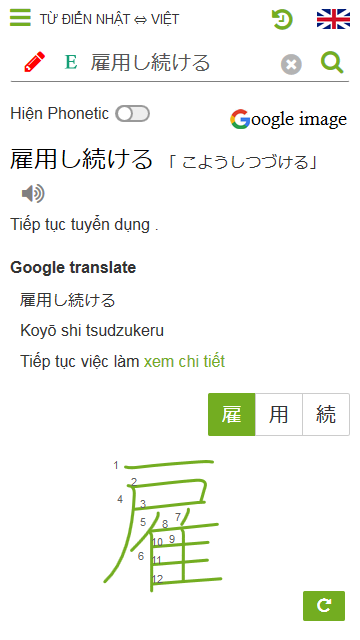 TỪ ĐIỂN NHẬT ⇔ VIỆT
E 雇用し続ける
Hiện Phonetic
Google image
雇用し続ける 「 こようしつづける」
Tiếp tục tuyển dụng .
Google translate
雇用し続ける
Koyō shi tsudzukeru
Tiếp tục việc làm xem chi tiết
雇 用 続
1
2
4
3
5
8
7
10
9
6
11
12
雇